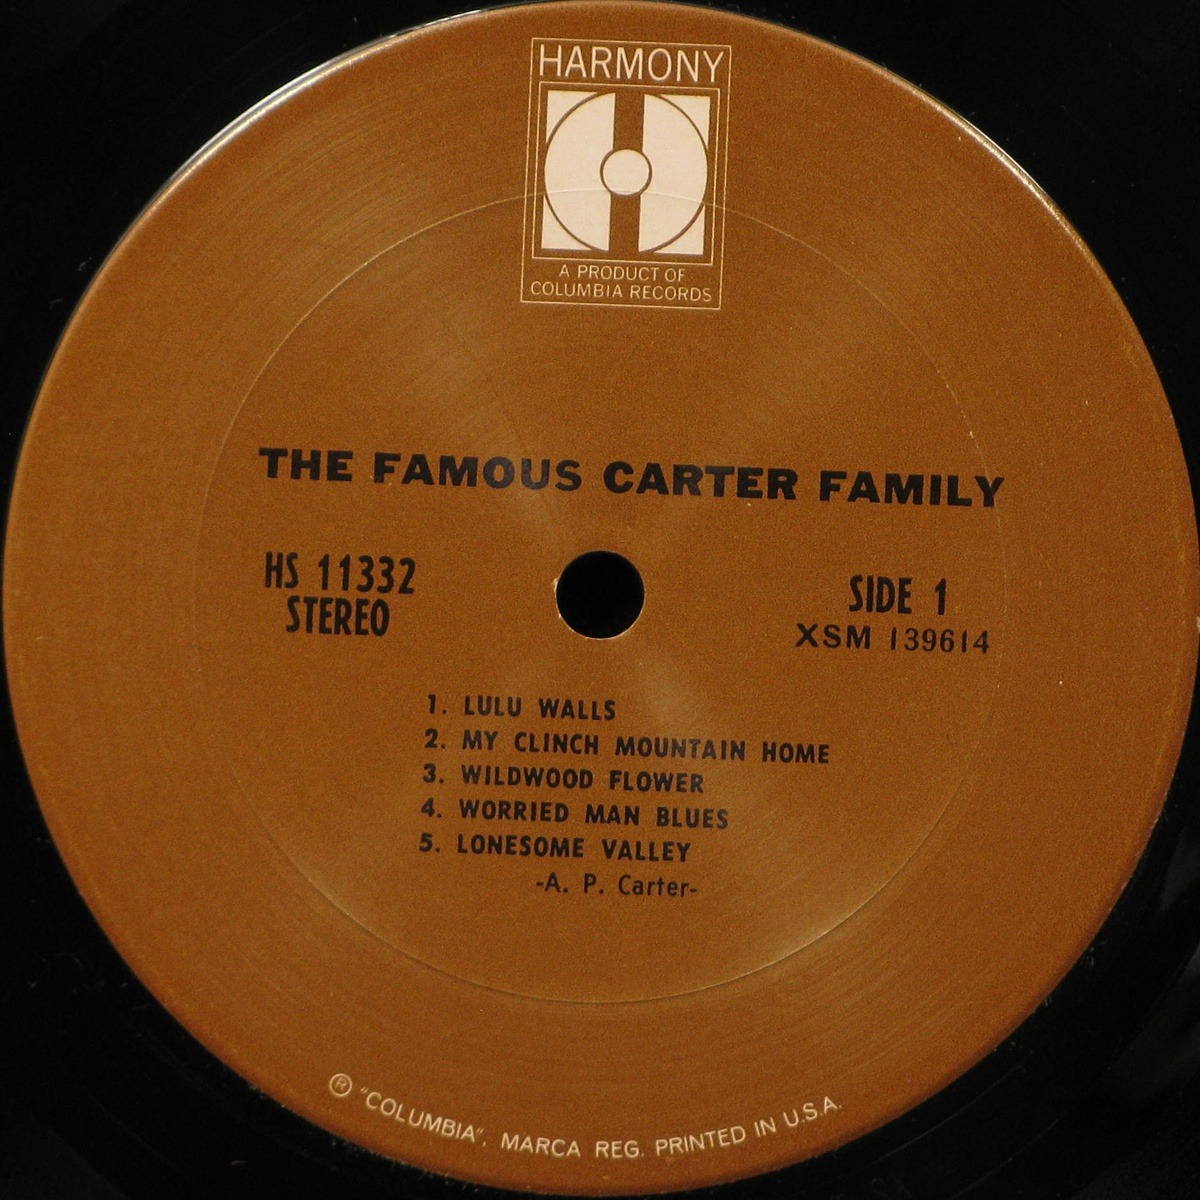 HARMONY
A PRODUCT OF
COLUMBIA RECORDS
THE FAMOUS CARTER FAMILY
HS 11332
STEREO
SIDE 1
XSM 139614
1. LULU WALLS
2. MY CLINCH MOUNTAIN HOME
3. WILDWOOD FLOWER
4. WORRIED MAN BLUES
5. LONESOME VALLEY
-A. P. Carter-
® "COLUMBIA", MARCA REG. PRINTED IN U.S.A.